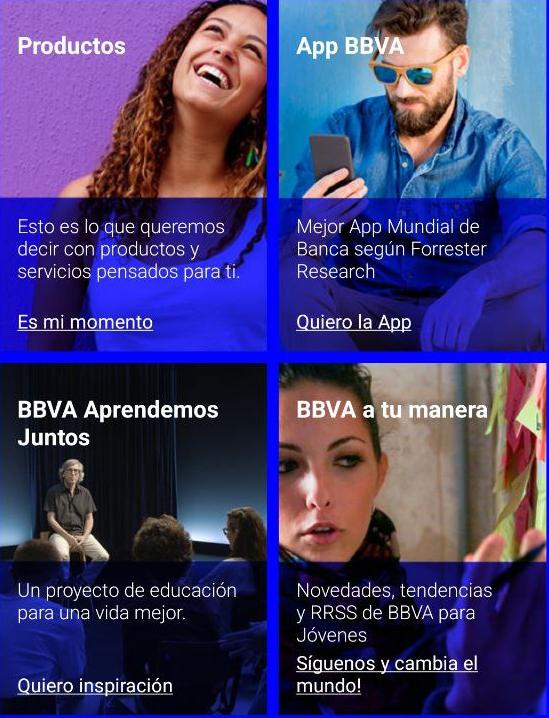 Productos
Esto es lo que queremos
decir con productos y
servicios pensados para ti.
Es mi momento
App BBVA
Mejor App Mundial de
Banca según Forrester
Research
Quiero la App
BBVA Aprendemos
Juntos
Un proyecto de educación
para una vida mejor.
Quiero inspiración
BBVA a tu manera
Novedades, tendencias
y RRSS de BBVA para
Jóvenes
Síguenos y cambia el
mundo!